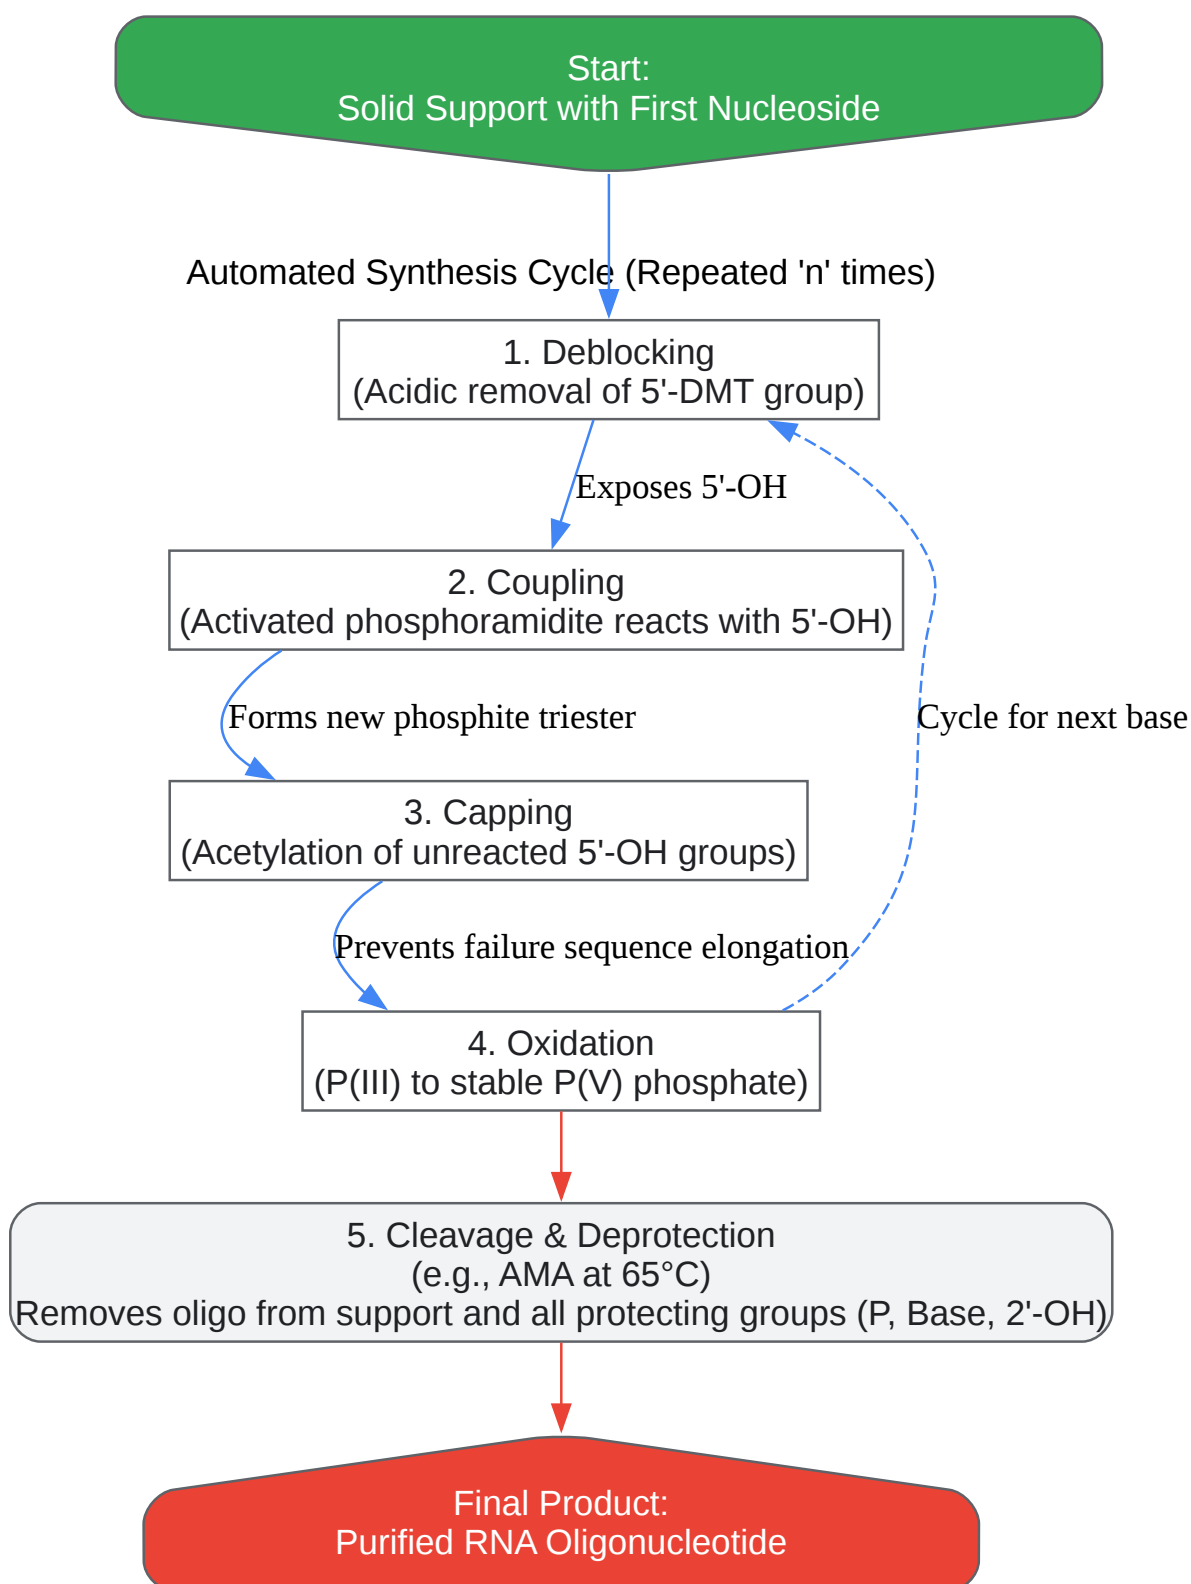 Start:
Solid Support with First Nucleoside
Automated Synthesis Cycle (Repeated 'n' times)
1. Deblocking
(Acidic removal of 5'-DMT group)
Exposes 5'-OH
2. Coupling
(Activated phosphoramidite reacts with 5'-OH)
Forms new phosphite triester
Cycle for next base
3. Capping
(Acetylation of unreacted 5'-OH groups)
Prevents failure sequence elongation
4. Oxidation
(P(III) to stable P(V) phosphate)
5. Cleavage & Deprotection
(e.g., AMA at 65°C)
Removes oligo from support and all protecting groups (P, Base, 2'-OH)
Final Product:
Purified RNA Oligonucleotide